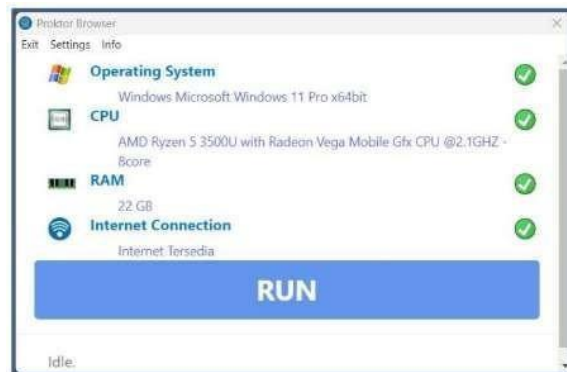 Proktor Browser
Exit Settings Info
Operating System
Windows Microsoft Windows 11 Pro x64bit
CPU
AMD Ryzen 5 3500U with Radeon Vega Mobile Gfx CPU @2.1GHZ -
8core
RAM
22 GB
Internet Connection
Internet Tersedia
RUN
Idle.